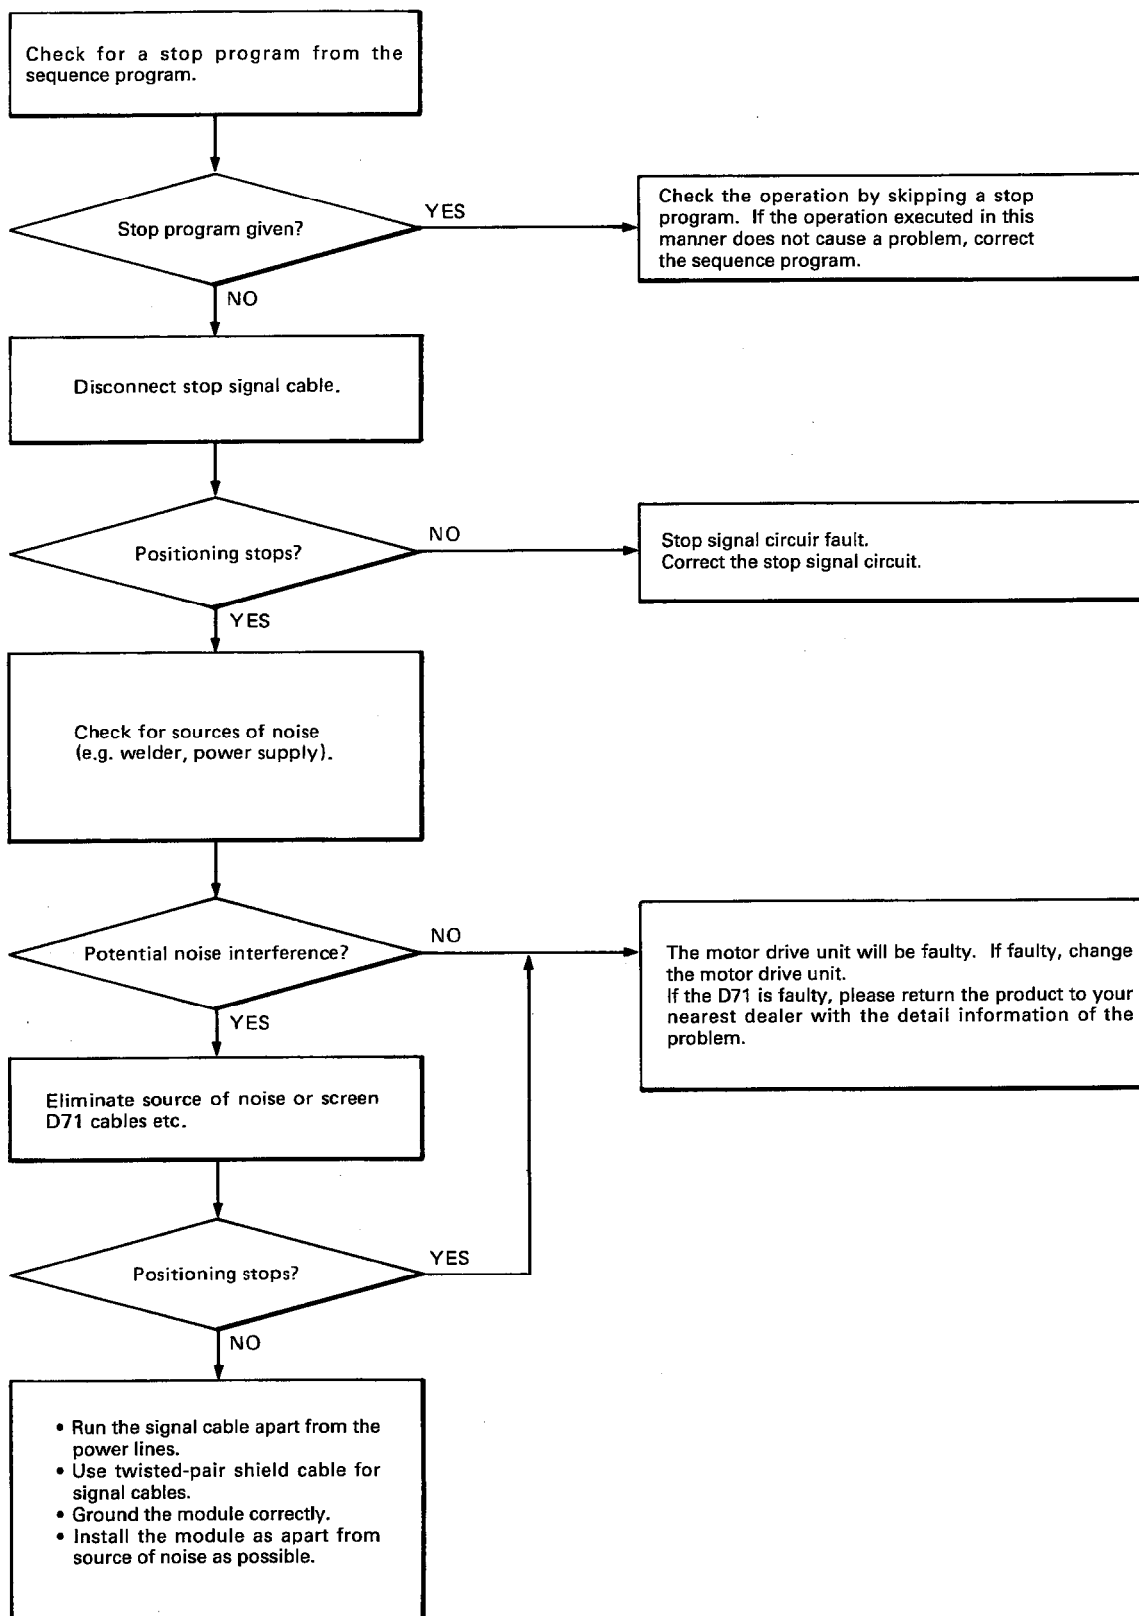 Check for a stop program from the
sequence program.
Stop program given?
YES
Check the operation by skipping a stop
program. If the operation executed in this
manner does not cause a problem, correct
the sequence program.
NO
Disconnect stop signal cable.
Positioning stops?
NO
Stop signal circuir fault.
Correct the stop signal circuit.
YES
Check for sources of noise
(e.g. welder, power supply).
Potential noise interference?
NO
The motor drive unit will be faulty. If faulty, change
the motor drive unit.
If the D71 is faulty, please return the product to your
nearest dealer with the detail information of the
problem.
YES
Eliminate source of noise or screen
D71 cables etc.
Positioning stops?
YES
NO
• Run the signal cable apart from the
power lines.
• Use twisted-pair shield cable for
signal cables.
• Ground the module correctly.
• Install the module as apart from
source of noise as possible.